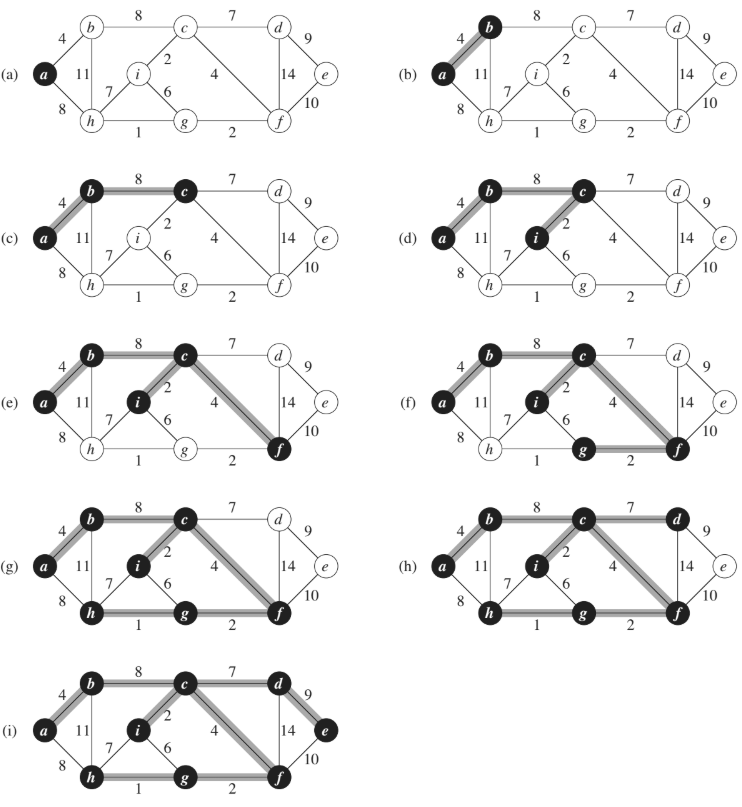 (a) a b c d e f g h i 4 8 7 9 8 11 7 2 6 4 14 10 1 2
(b) a b c d e f g h i 4 8 7 9 8 11 7 2 6 4 14 10 1 2
(c) a b c d e f g h i 4 8 7 9 8 11 7 2 6 4 14 10 1 2
(d) a b c d e f g h i 4 8 7 9 8 11 7 2 6 4 14 10 1 2
(e) a b c d e f g h i 4 8 7 9 8 11 7 2 6 4 14 10 1 2
(f) a b c d e f g h i 4 8 7 9 8 11 7 2 6 4 14 10 1 2
(g) a b c d e f g h i 4 8 7 9 8 11 7 2 6 4 14 10 1 2
(h) a b c d e f g h i 4 8 7 9 8 11 7 2 6 4 14 10 1 2
(i) a b c d e f g h i 4 8 7 9 8 11 7 2 6 4 14 10 1 2